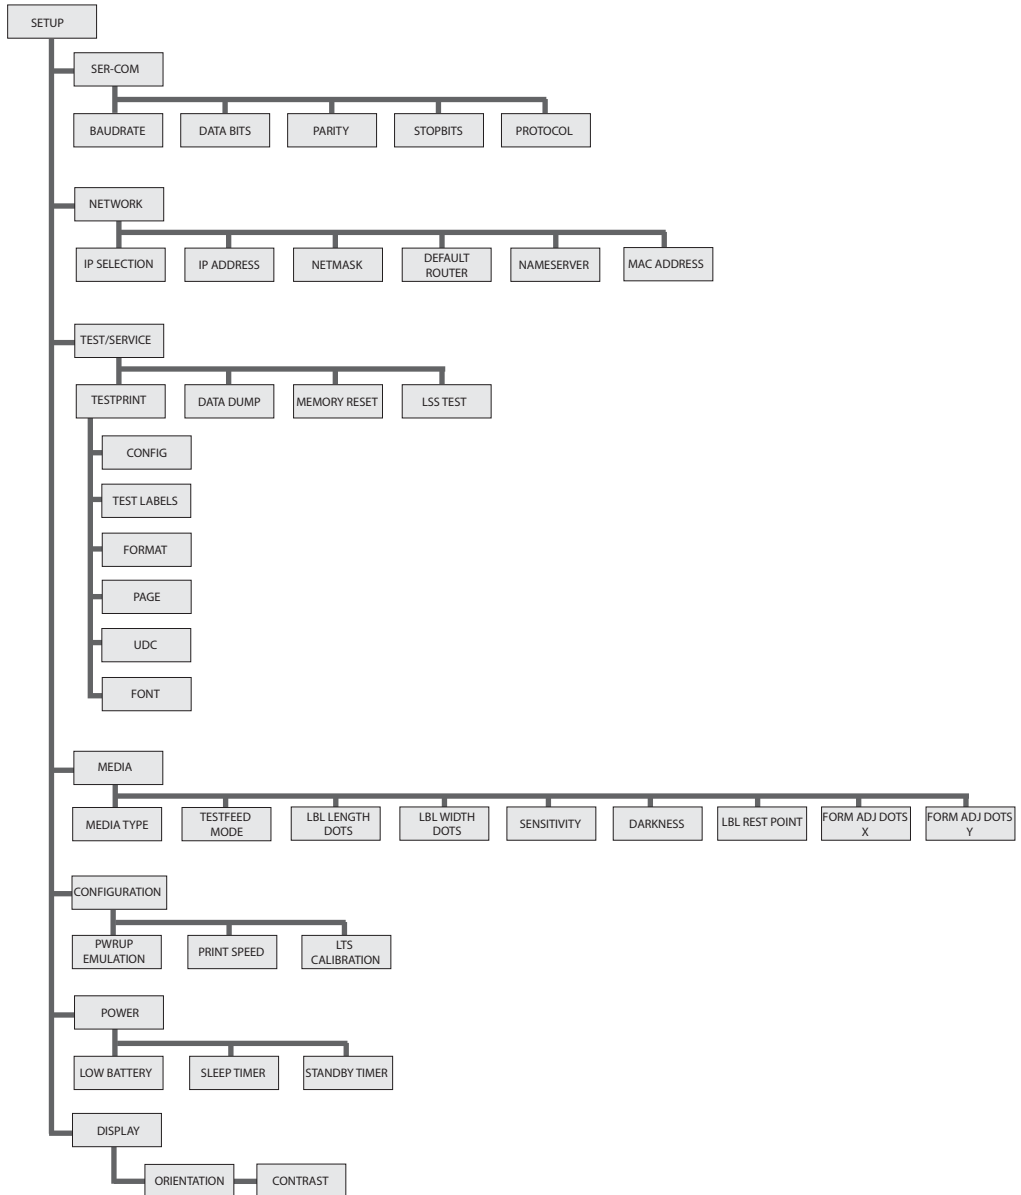 SETUP
SER-COM
BAUDRATE
DATA BITS
PARITY
STOPBITS
PROTOCOL
NETWORK
IP SELECTION
IP ADDRESS
NETMASK
DEFAULT
ROUTER
NAMESERVER
MAC ADDRESS
TEST/SERVICE
TESTPRINT
DATA DUMP
MEMORY RESET
LSS TEST
CONFIG
TEST LABELS
FORMAT
PAGE
UDC
FONT
MEDIA
MEDIA TYPE
TESTFEED
MODE
LBL LENGTH
DOTS
LBL WIDTH
DOTS
SENSITIVITY
DARKNESS
LBL REST POINT
FORM ADJ DOTS
X
FORM ADJ DOTS
Y
CONFIGURATION
PWRUP
EMULATION
PRINT SPEED
LTS
CALIBRATION
POWER
LOW BATTERY
SLEEP TIMER
STANDBY TIMER
DISPLAY
ORIENTATION
CONTRAST